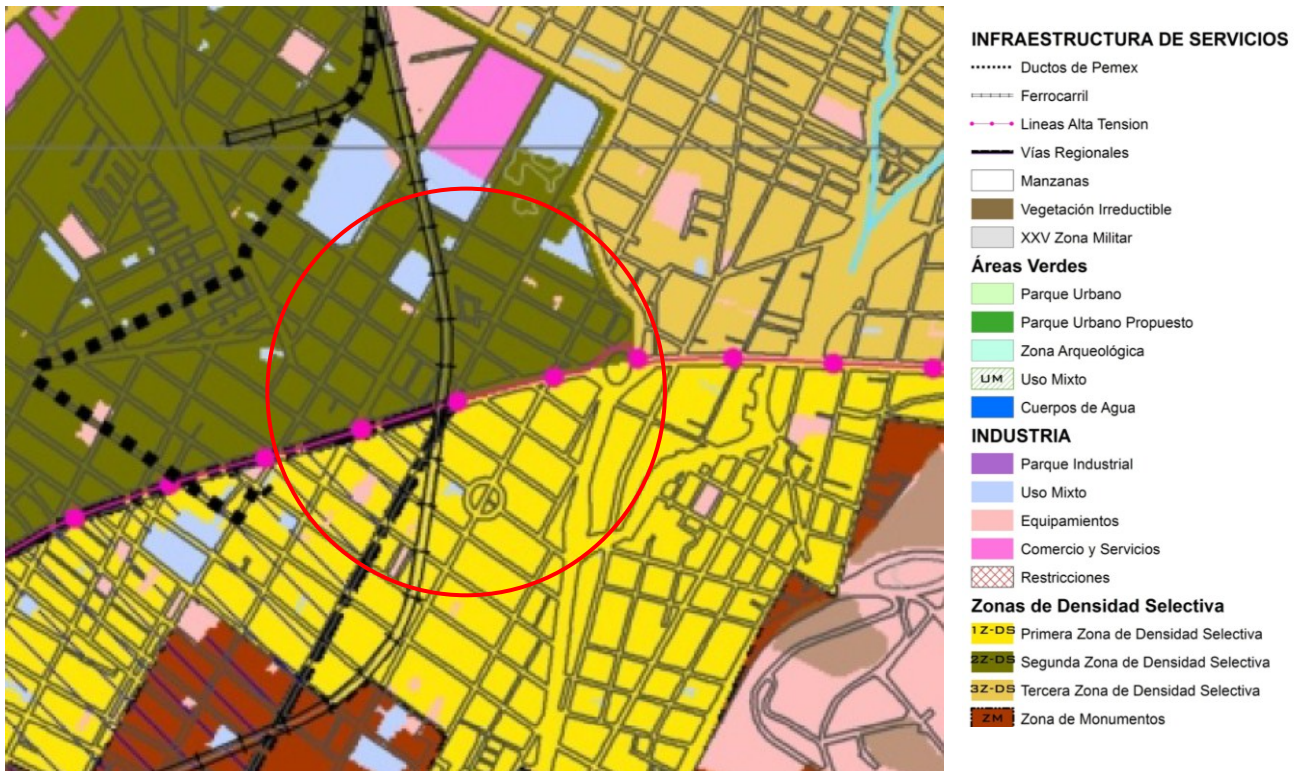 INFRAESTRUCTURA DE SERVICIOS
Ductos de Pemex
Ferrocarril
Lineas Alta Tension
Vías Regionales
Manzanas
Vegetación Irreductible
XXV Zona Militar
Áreas Verdes
Parque Urbano
Parque Urbano Propuesto
Zona Arqueológica
UM Uso Mixto
Cuerpos de Agua
INDUSTRIA
Parque Industrial
Uso Mixto
Equipamientos
Comercio y Servicios
Restricciones
Zonas de Densidad Selectiva
1Z-DS Primera Zona de Densidad Selectiva
2Z-DS Segunda Zona de Densidad Selectiva
3Z-DS Tercera Zona de Densidad Selectiva
ZM Zona de Monumentos